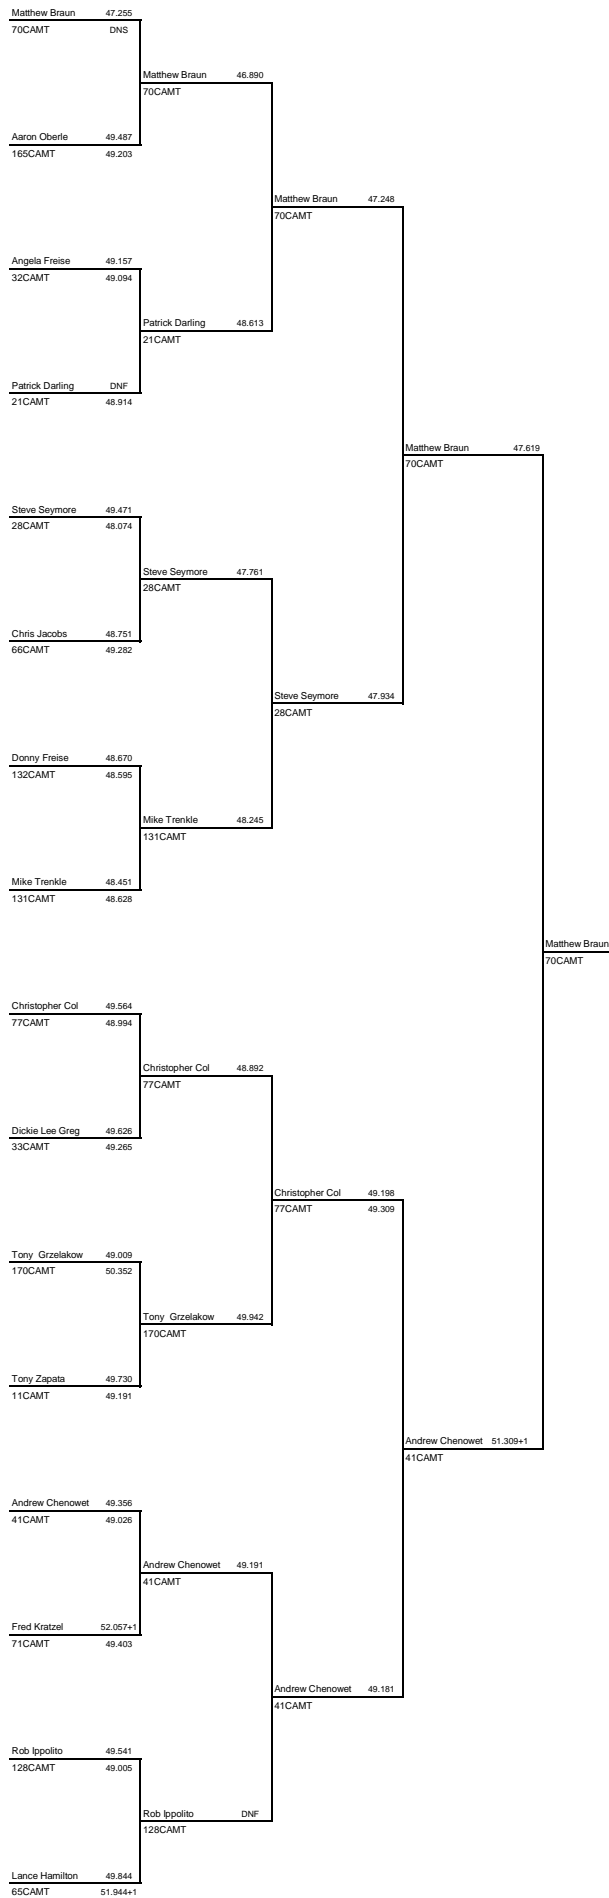 Matthew Braun 47.255
70CAMT DNS
Matthew Braun 46.890
70CAMT
Aaron Oberle 49.487
165CAMT 49.203
Matthew Braun 47.248
70CAMT
Angela Freise 49.157
32CAMT 49.094
Patrick Darling 48.613
21CAMT
Patrick Darling DNF
21CAMT 48.914
Matthew Braun 47.619
70CAMT
Steve Seymore 49.471
28CAMT 48.074
Steve Seymore 47.761
28CAMT
Chris Jacobs 48.751
66CAMT 49.282
Steve Seymore 47.934
28CAMT
Donny Freise 48.670
132CAMT 48.595
Mike Trenkle 48.245
131CAMT
Mike Trenkle 48.451
131CAMT 48.628
Matthew Braun
70CAMT
Christopher Col 49.564
77CAMT 48.994
Christopher Col 48.892
77CAMT
Dickie Lee Greg 49.626
33CAMT 49.265
Christopher Col 49.198
77CAMT 49.309
Tony Grzelakow 49.009
170CAMT 50.352
Tony Grzelakow 49.942
170CAMT
Tony Zapata 49.730
11CAMT 49.191
Andrew Chenowet 51.309+1
41CAMT
Andrew Chenowet 49.356
41CAMT 49.026
Andrew Chenowet 49.191
41CAMT
Fred Kratzel 52.057+1
71CAMT 49.403
Andrew Chenowet 49.181
41CAMT
Rob Ippolito 49.541
128CAMT 49.005
Rob Ippolito DNF
128CAMT
Lance Hamilton 49.844
65CAMT 51.944+1